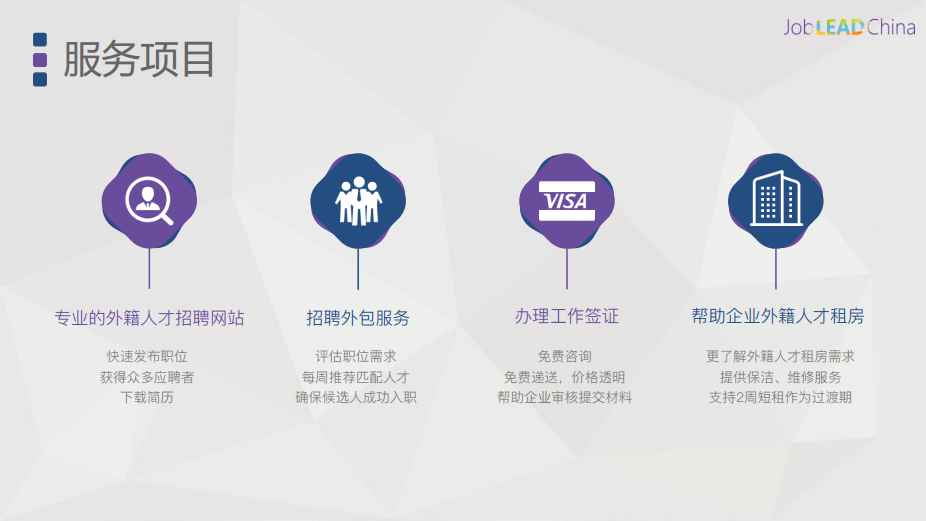 JobLEADChina
服务项目
VISA
专业的外籍人才招聘网站
快速发布职位
获得众多应聘者
下载简历
招聘外包服务
评估职位需求
每周推荐匹配人才
确保候选人成功入职
办理工作签证
免费咨询
免费递送，价格透明
帮助企业审核提交材料
帮助企业外籍人才租房
更了解外籍人才租房需求
提供保洁、维修服务
支持2周短租作为过渡期